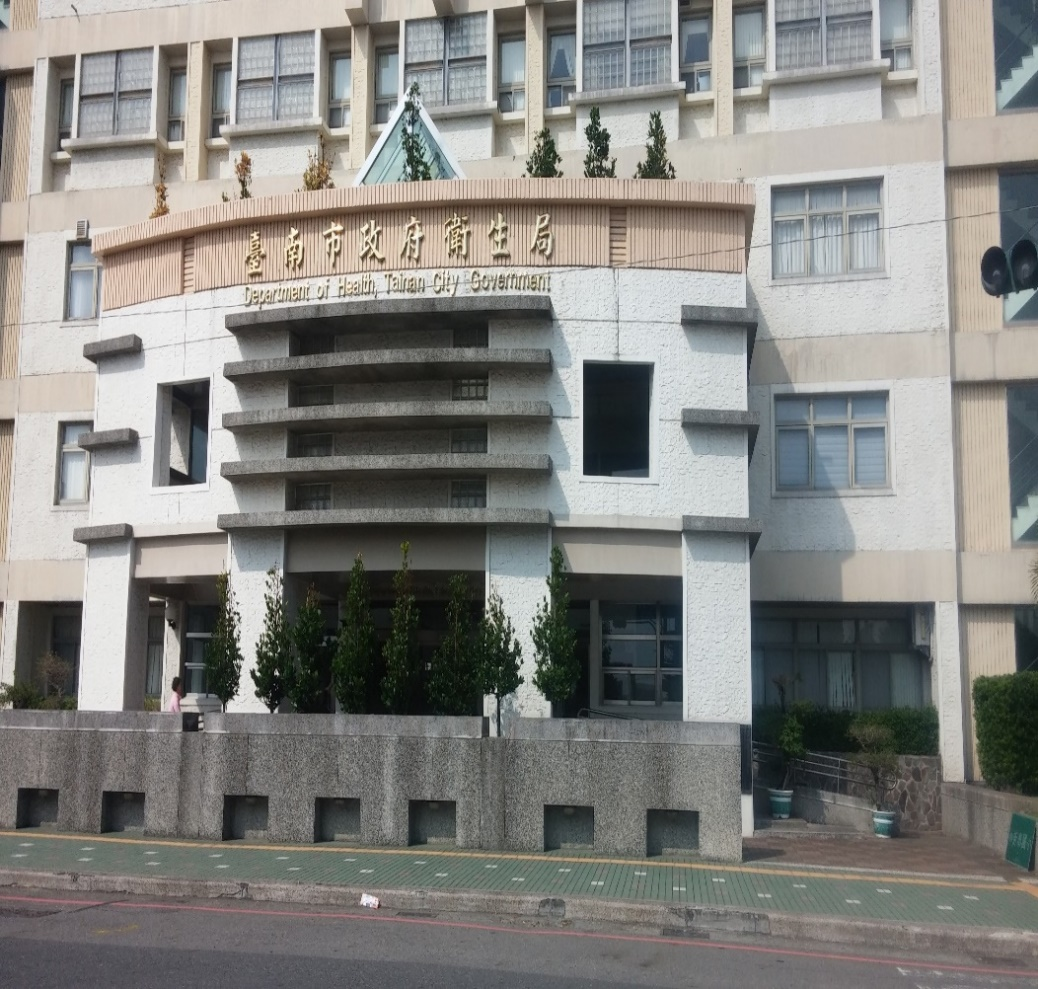 臺南市政府衛生局
Department of Health, Tainan City Government